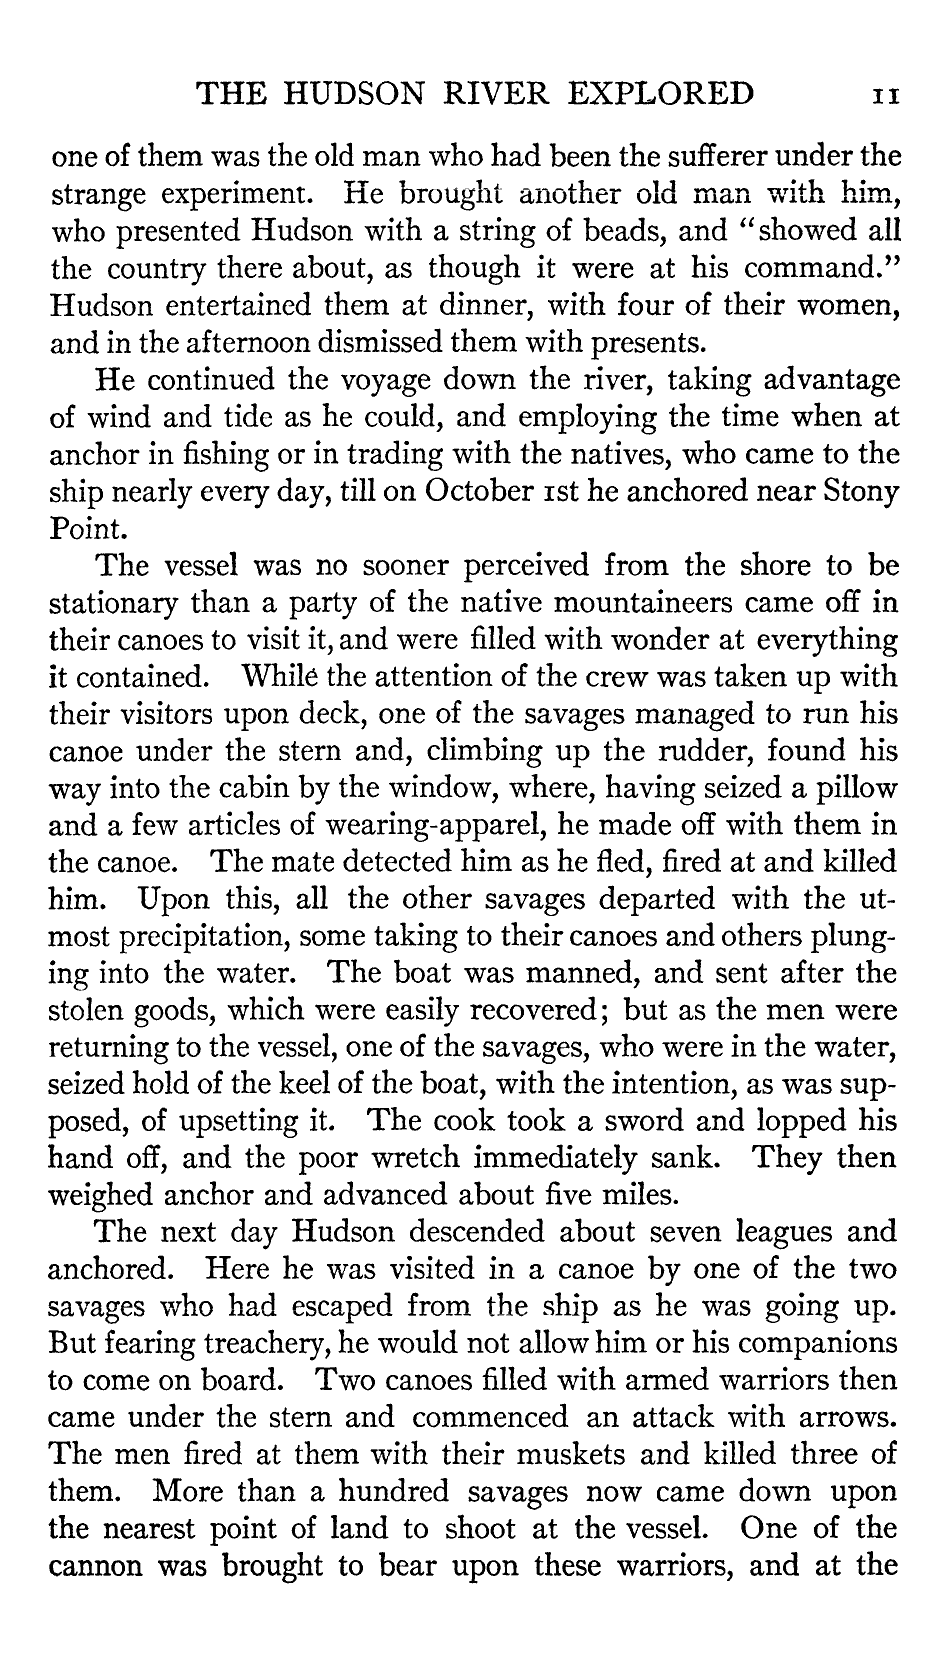 THE HUDSON RIVER EXPLORED 11
one of them was the old man who had been the sufferer under the
strange experiment. He brought another old man with him,
who presented Hudson with a string of beads, and "showed all
the country there about, as though it were at his command."
Hudson entertained them at dinner, with four of their women,
and in the afternoon dismissed them with presents.
He continued the voyage down the river, taking advantage
of wind and tide as he could, and employing the time when at
anchor in fishing or in trading with the natives, who came to the
ship nearly every day, till on October 1st he anchored near Stony
Point.
The vessel was no sooner perceived from the shore to be
stationary than a party of the native mountaineers came off in
their canoes to visit it, and were filled with wonder at everything
it contained. While the attention of the crew was taken up with
their visitors upon deck, one of the savages managed to run his
canoe under the stern and, climbing up the rudder, found his
way into the cabin by the window, where, having seized a pillow
and a few articles of wearing-apparel, he made off with them in
the canoe. The mate detected him as he fled, fired at and killed
him. Upon this, all the other savages departed with the ut-
most precipitation, some taking to their canoes and others plung-
ing into the water. The boat was manned, and sent after the
stolen goods, which were easily recovered; but as the men were
returning to the vessel, one of the savages, who were in the water,
seized hold of the keel of the boat, with the intention, as was sup-
posed, of upsetting it. The cook took a sword and lopped his
hand off, and the poor wretch immediately sank. They then
weighed anchor and advanced about five miles.
The next day Hudson descended about seven leagues and
anchored. Here he was visited in a canoe by one of the two
savages who had escaped from the ship as he was going up.
But fearing treachery, he would not allow him or his companions
to come on board. Two canoes filled with armed warriors then
came under the stern and commenced an attack with arrows.
The men fired at them with their muskets and killed three of
them. More than a hundred savages now came down upon
the nearest point of land to shoot at the vessel. One of the
cannon was brought to bear upon these warriors, and at the